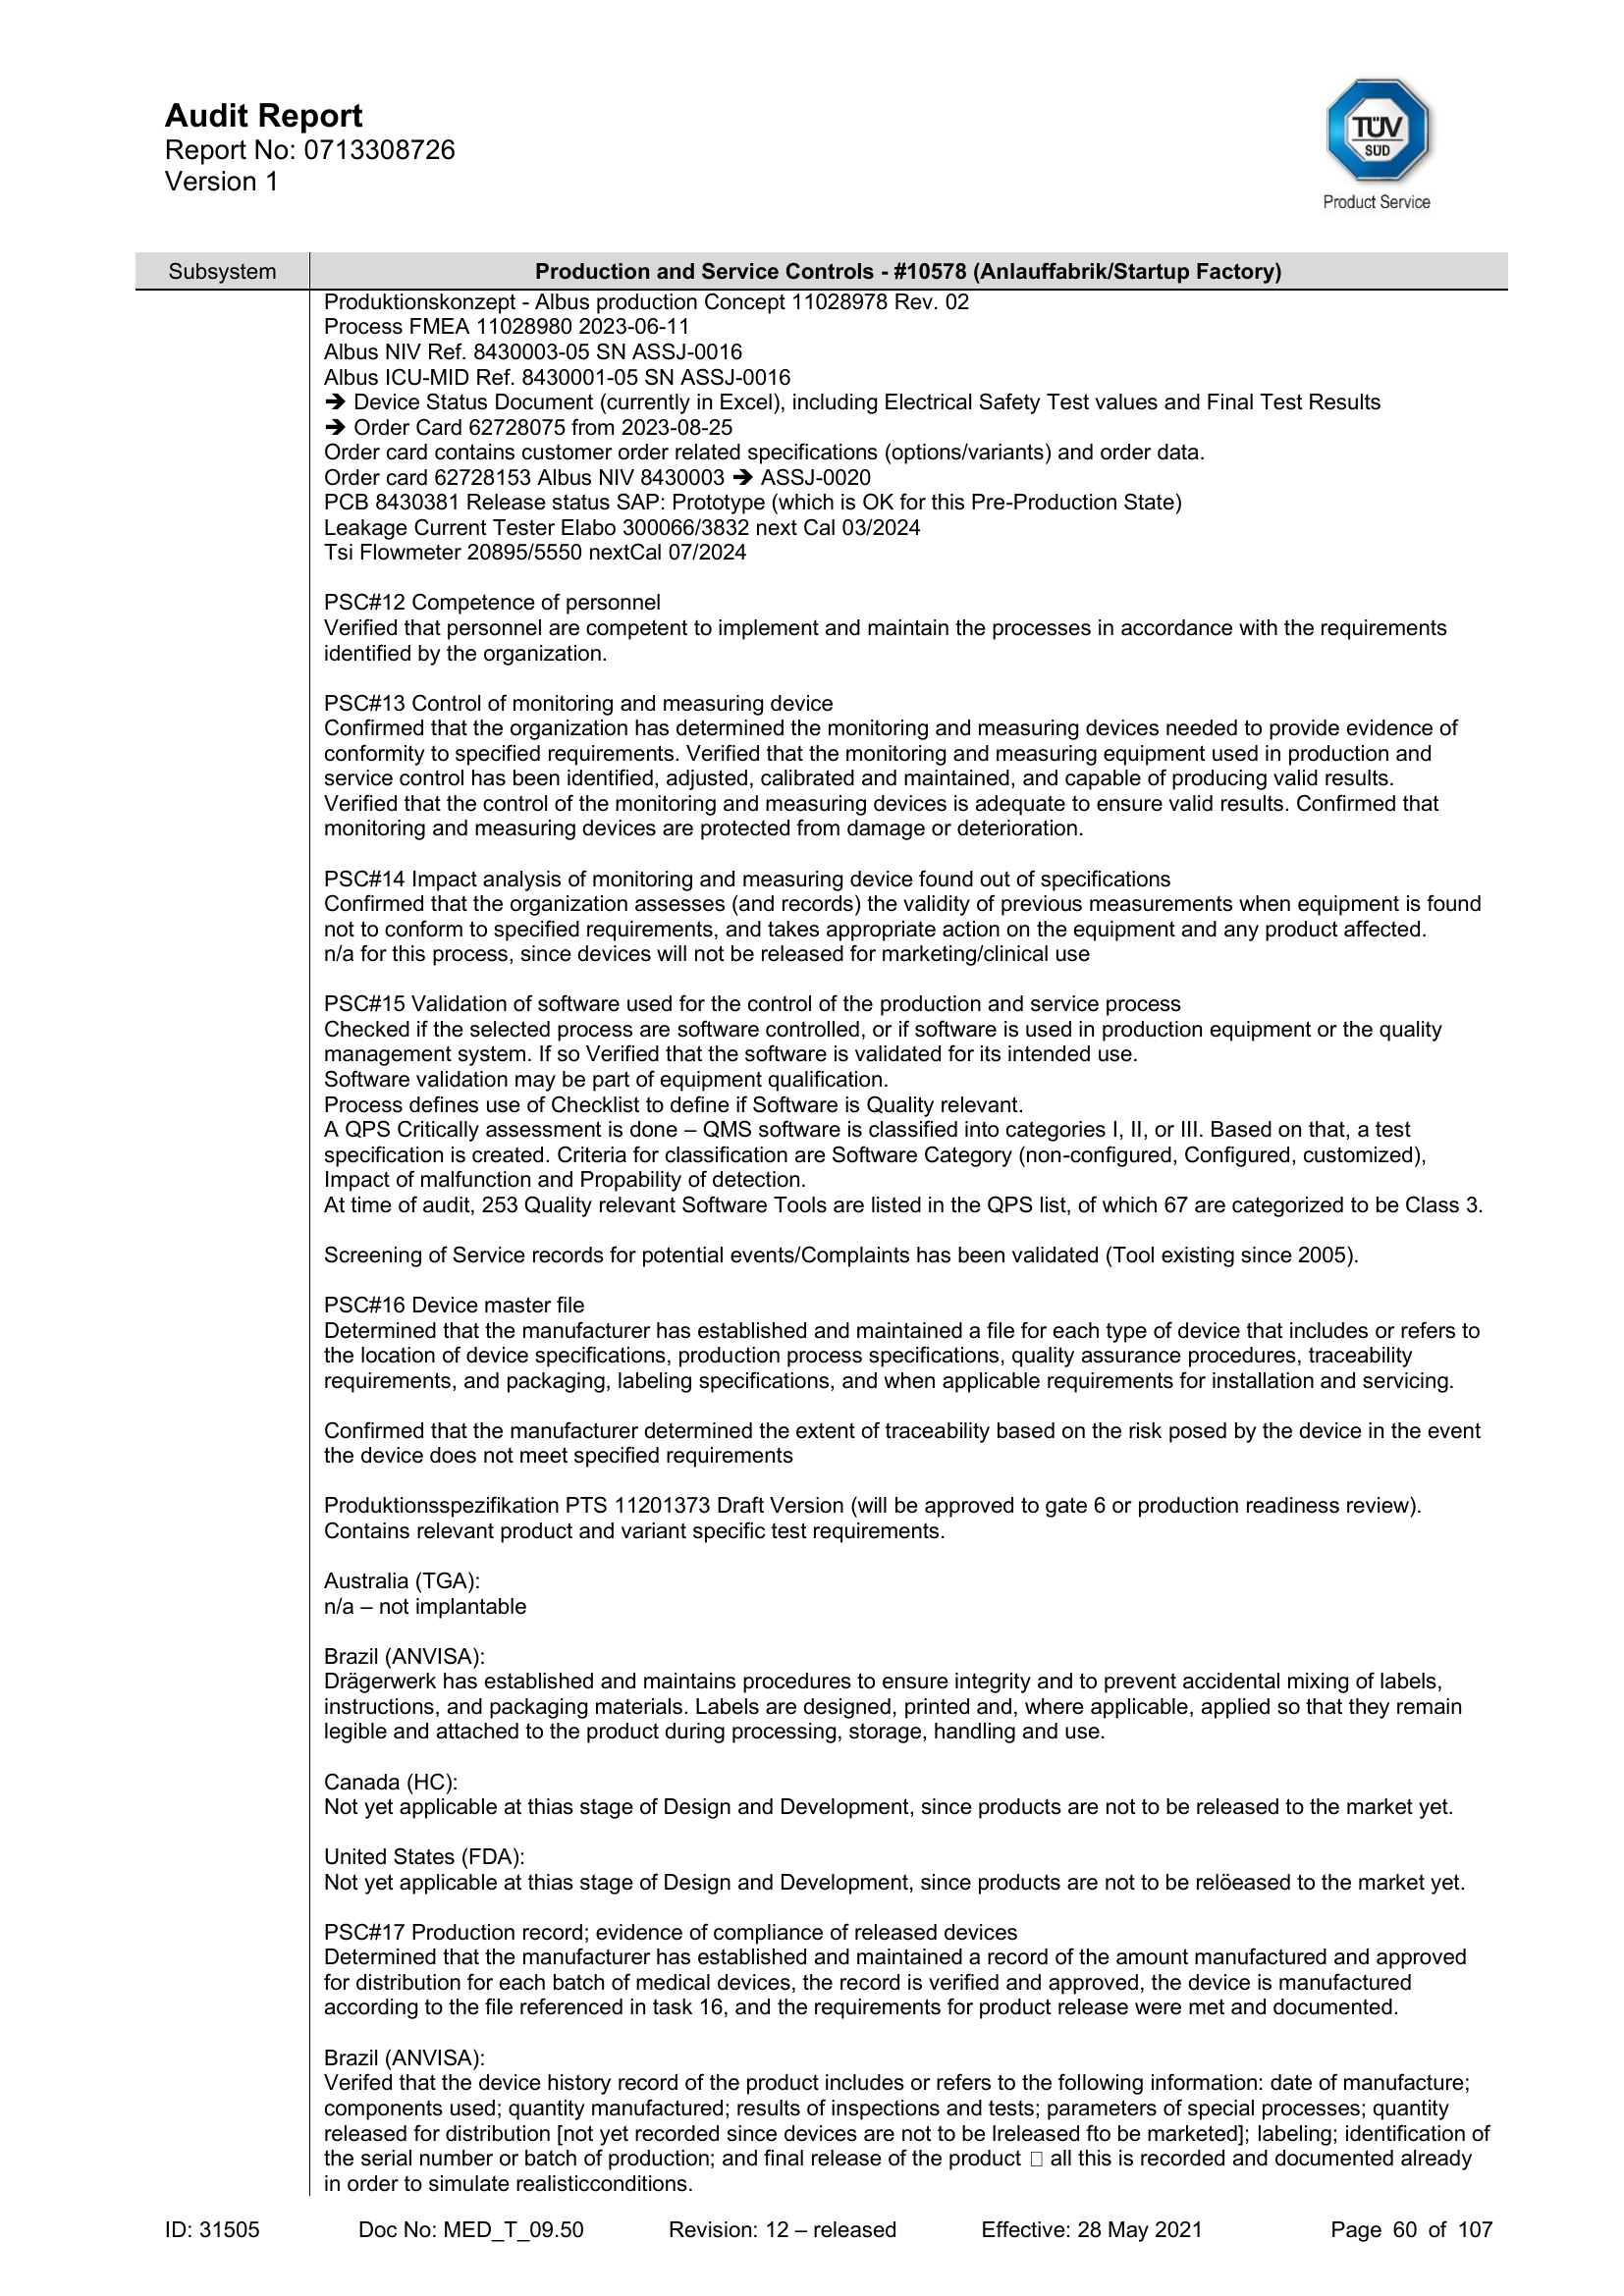 Audit Report
Report No: 0713308726
Version 1
TÜV
SÜD
Product Service
Subsystem
Production and Service Controls - #10578 (Anlauffabrik/Startup Factory)
Produktionskonzept - Albus production Concept 11028978 Rev. 02
Process FMEA 11028980 2023-06-11
Albus NIV Ref. 8430003-05 SN ASSJ-0016
Albus ICU-MID Ref. 8430001-05 SN ASSJ-0016
➔ Device Status Document (currently in Excel), including Electrical Safety Test values and Final Test Results
➔ Order Card 62728075 from 2023-08-25
Order card contains customer order related specifications (options/variants) and order data.
Order card 62728153 Albus NIV 8430003 ➔ ASSJ-0020
PCB 8430381 Release status SAP: Prototype (which is OK for this Pre-Production State)
Leakage Current Tester Elabo 300066/3832 next Cal 03/2024
Tsi Flowmeter 20895/5550 nextCal 07/2024
PSC#12 Competence of personnel
Verified that personnel are competent to implement and maintain the processes in accordance with the requirements
identified by the organization.
PSC#13 Control of monitoring and measuring device
Confirmed that the organization has determined the monitoring and measuring devices needed to provide evidence of
conformity to specified requirements. Verified that the monitoring and measuring equipment used in production and
service control has been identified, adjusted, calibrated and maintained, and capable of producing valid results.
Verified that the control of the monitoring and measuring devices is adequate to ensure valid results. Confirmed that
monitoring and measuring devices are protected from damage or deterioration.
PSC#14 Impact analysis of monitoring and measuring device found out of specifications
Confirmed that the organization assesses (and records) the validity of previous measurements when equipment is found
not to conform to specified requirements, and takes appropriate action on the equipment and any product affected.
n/a for this process, since devices will not be released for marketing/clinical use
PSC#15 Validation of software used for the control of the production and service process
Checked if the selected process are software controlled, or if software is used in production equipment or the quality
management system. If so Verified that the software is validated for its intended use.
Software validation may be part of equipment qualification.
Process defines use of Checklist to define if Software is Quality relevant.
A QPS Critically assessment is done – QMS software is classified into categories I, II, or III. Based on that, a test
specification is created. Criteria for classification are Software Category (non-configured, Configured, customized),
Impact of malfunction and Propability of detection.
At time of audit, 253 Quality relevant Software Tools are listed in the QPS list, of which 67 are categorized to be Class 3.
Screening of Service records for potential events/Complaints has been validated (Tool existing since 2005).
PSC#16 Device master file
Determined that the manufacturer has established and maintained a file for each type of device that includes or refers to
the location of device specifications, production process specifications, quality assurance procedures, traceability
requirements, and packaging, labeling specifications, and when applicable requirements for installation and servicing.
Confirmed that the manufacturer determined the extent of traceability based on the risk posed by the device in the event
the device does not meet specified requirements
Produktionsspezifikation PTS 11201373 Draft Version (will be approved to gate 6 or production readiness review).
Contains relevant product and variant specific test requirements.
Australia (TGA):
n/a – not implantable
Brazil (ANVISA):
Drägerwerk has established and maintains procedures to ensure integrity and to prevent accidental mixing of labels,
instructions, and packaging materials. Labels are designed, printed and, where applicable, applied so that they remain
legible and attached to the product during processing, storage, handling and use.
Canada (HC):
Not yet applicable at thias stage of Design and Development, since products are not to be released to the market yet.
United States (FDA):
Not yet applicable at thias stage of Design and Development, since products are not to be relöeased to the market yet.
PSC#17 Production record; evidence of compliance of released devices
Determined that the manufacturer has established and maintained a record of the amount manufactured and approved
for distribution for each batch of medical devices, the record is verified and approved, the device is manufactured
according to the file referenced in task 16, and the requirements for product release were met and documented.
Brazil (ANVISA):
Verifed that the device history record of the product includes or refers to the following information: date of manufacture;
components used; quantity manufactured; results of inspections and tests; parameters of special processes; quantity
released for distribution [not yet recorded since devices are not to be lreleased fto be marketed]; labeling; identification of
the serial number or batch of production; and final release of the product □ all this is recorded and documented already
in order to simulate realisticconditions.
ID: 31505 Doc No: MED_T_09.50 Revision: 12 – released Effective: 28 May 2021 Page 60 of 107